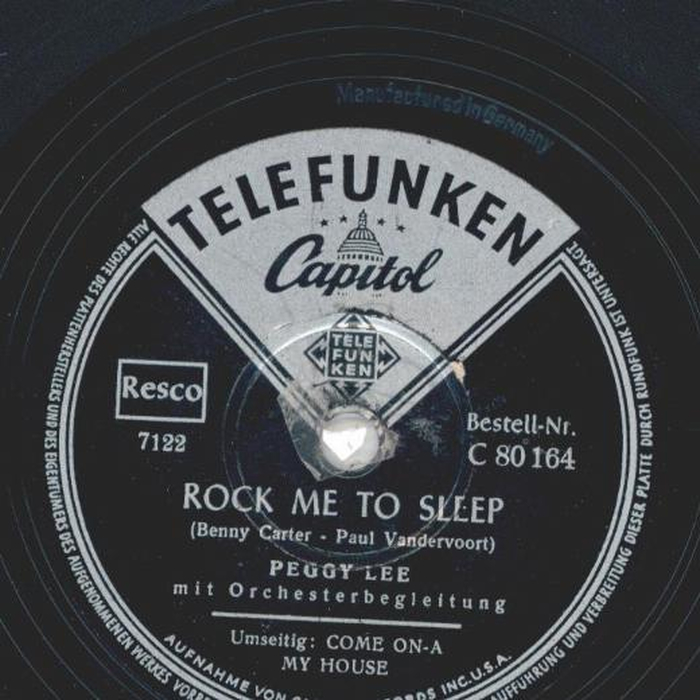 Manufactured in Germany
TELEFUNKEN
Capitol
TELE
FUN
KEN
Resco
7122
Bestell-Nr.
C 80164
ROCK ME TO SLEEP
(Benny Carter - Paul Vandervoort)
PEGGY LEE
mit Orchesterbegleitung
Umseitig: COME ON-A
MY HOUSE
ALLE RECHTE DES PLATTENHERSTELLERS UND DES EIGENTÜMERS DES AUFGENOMMENEN WERKES VORBE
AUFFÜHRUNG UND VERBREITUNG DIESER PLATTE DURCH RUNDFUNK IST UNTERSAGT
AUFNAHME VON RECORDS INC. U.S.A.